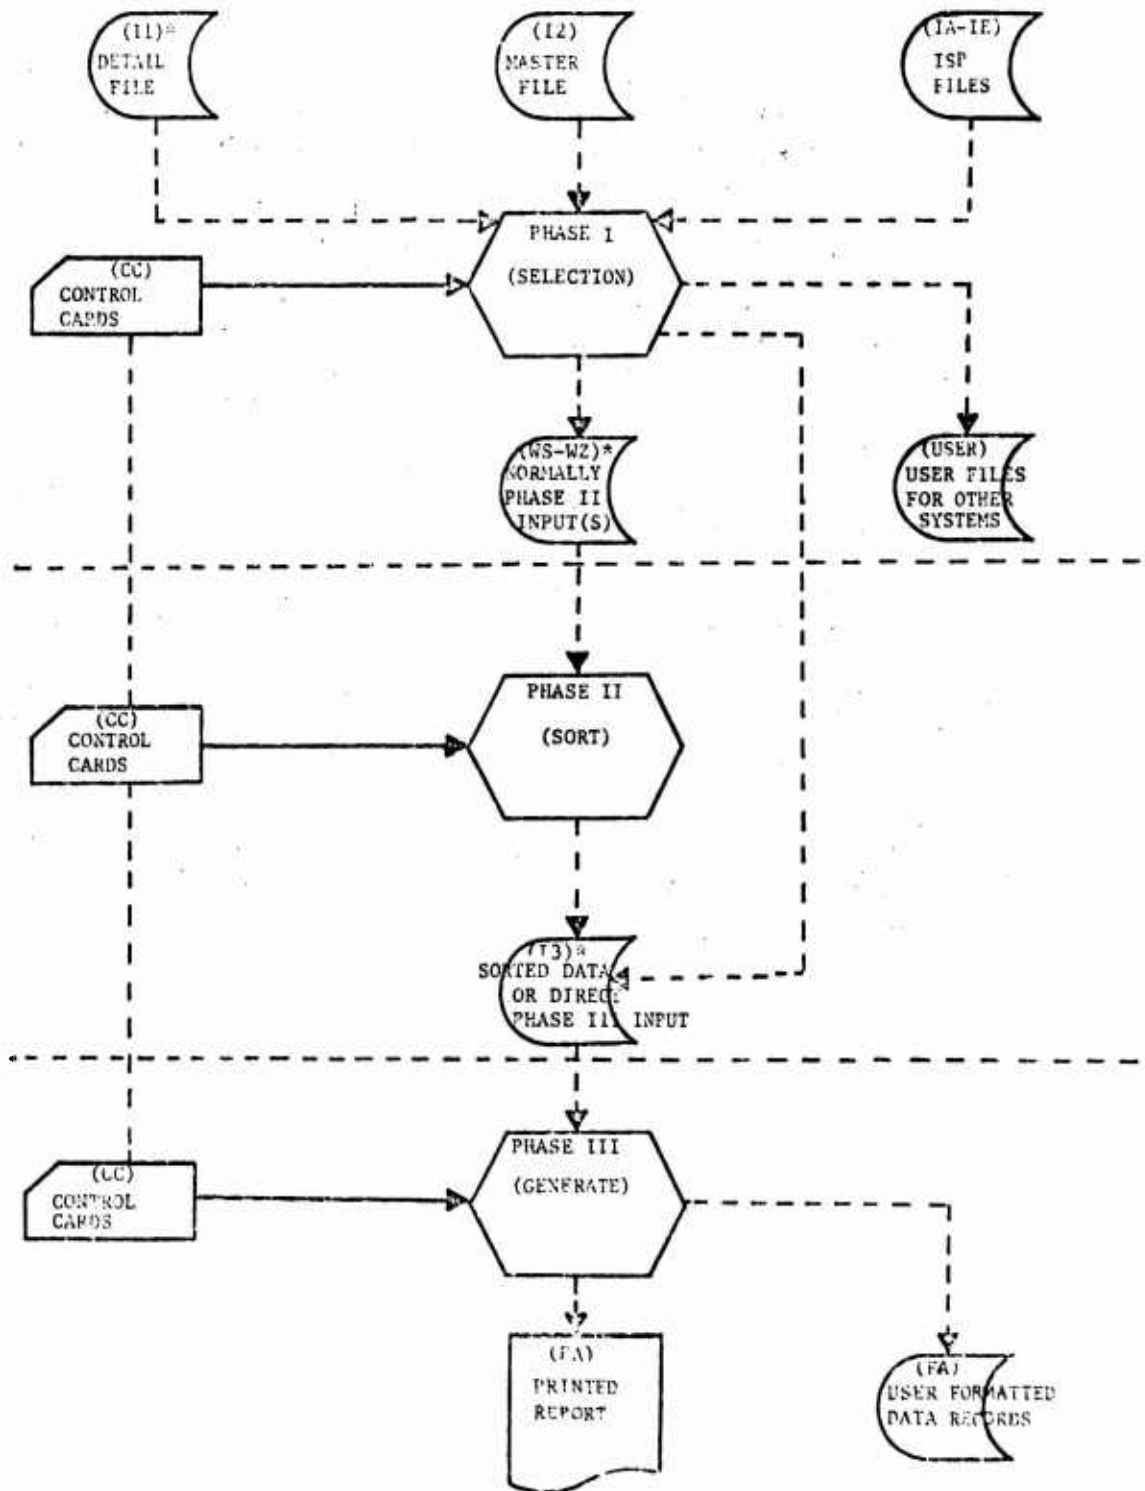 (I1)*
DETAIL
FILE
(I2)
MASTER
FILE
(IA-IE)
ISP
FILES
PHASE I
(SELECTION)
(CC)
CONTROL
CARDS
(WS-WZ)*
NORMALLY
PHASE II
INPUT(S)
(USER)
USER FILES
FOR OTHER
SYSTEMS
PHASE II
(SORT)
(CC)
CONTROL
CARDS
(I3)*
SORTED DATA
OR DIRECT
PHASE III INPUT
PHASE III
(GENERATE)
(CC)
CONTROL
CARDS
PRINTED
REPORT
(FA)
USER FORMATTED
DATA RECORDS